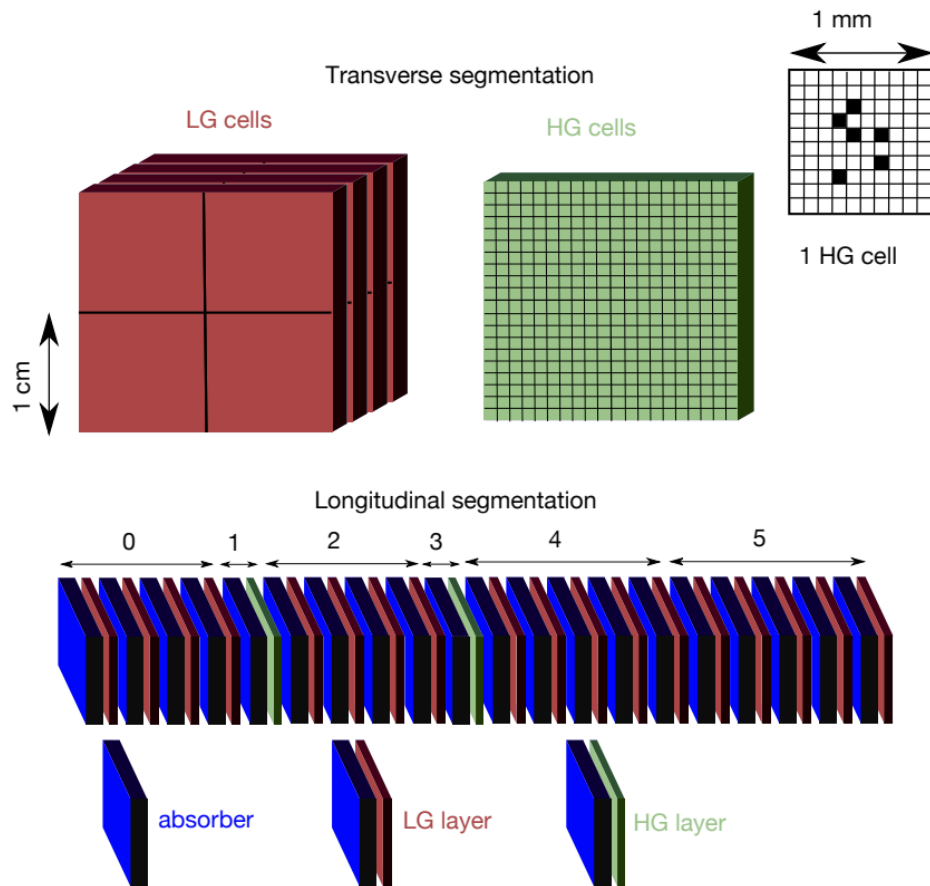 1 mm
Transverse segmentation
LG cells
HG cells
1 HG cell
1 cm
Longitudinal segmentation
0 1 2 3 4 5
absorber
LG layer
HG layer